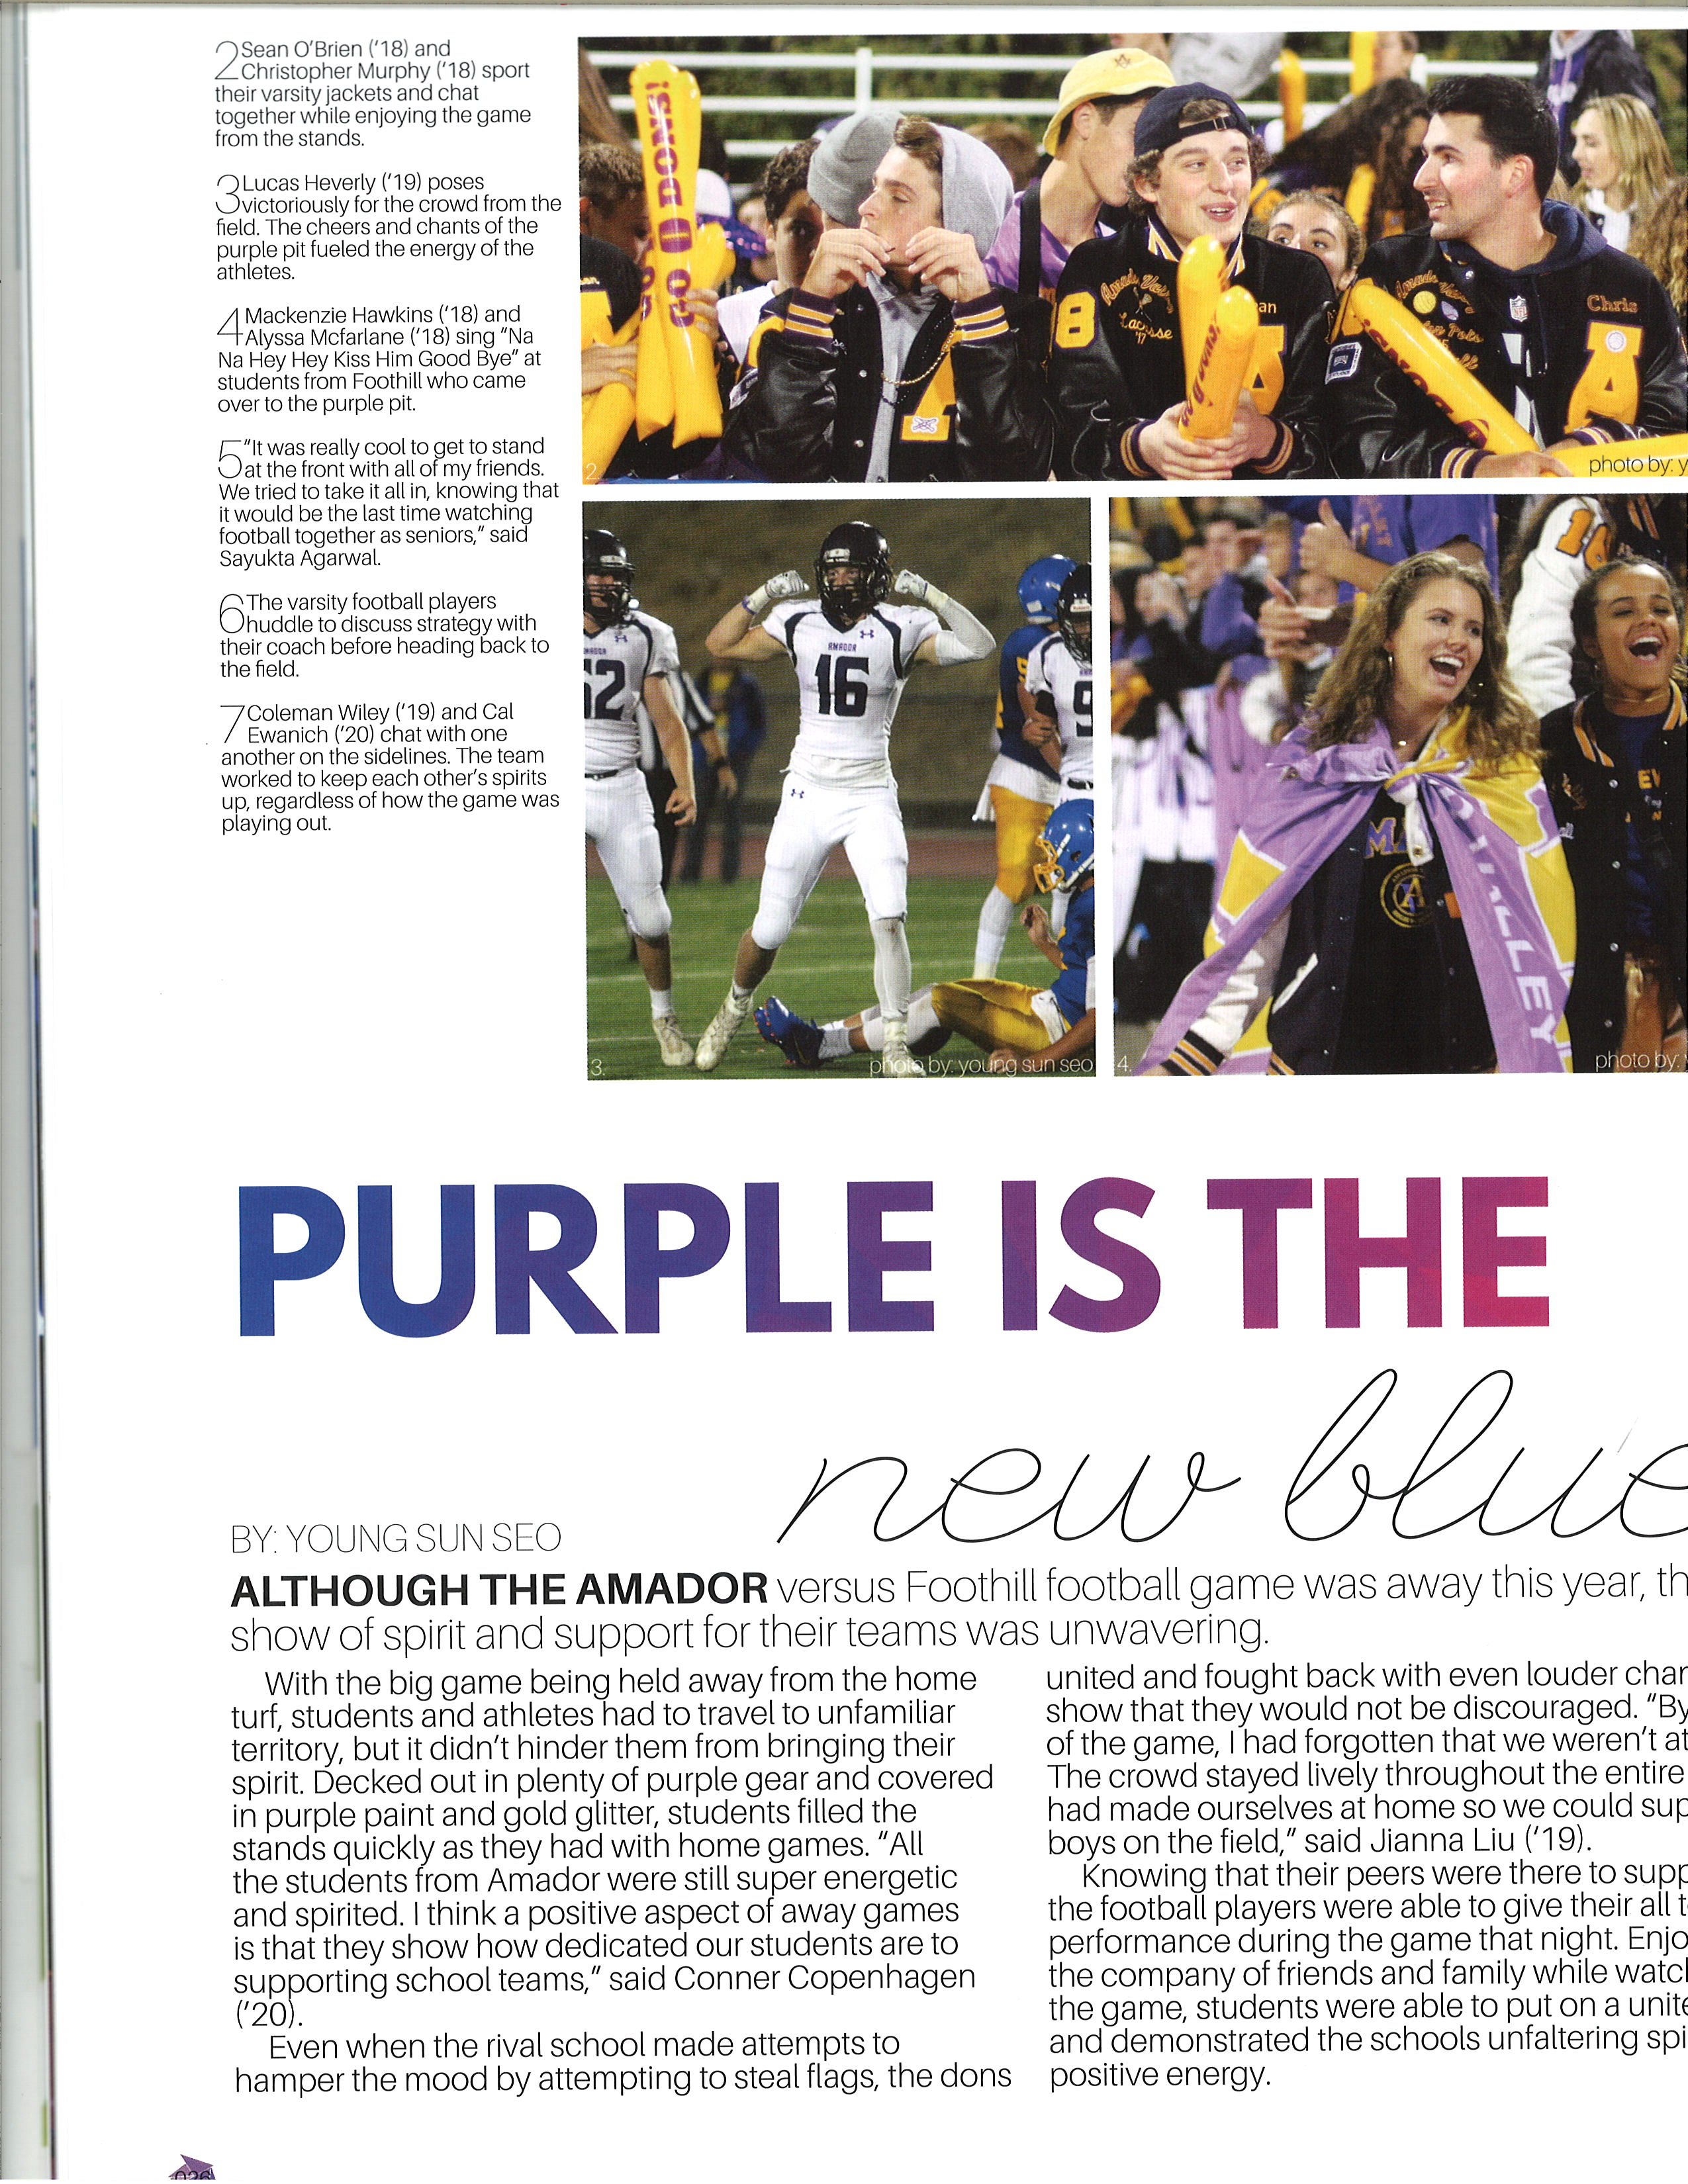 2 Sean O'Brien ('18) and
Christopher Murphy ('18) sport
their varsity jackets and chat
together while enjoying the game
from the stands.
3 Lucas Heverly ('19) poses
victoriously for the crowd from the
field. The cheers and chants of the
purple pit fueled the energy of the
athletes.
4 Mackenzie Hawkins ('18) and
Alyssa Mcfarlane ('18) sing "Na
Na Hey Hey Kiss Him Good Bye" at
students from Foothill who came
over to the purple pit.
5 "It was really cool to get to stand
at the front with all of my friends.
We tried to take it all in, knowing that
it would be the last time watching
football together as seniors," said
Sayukta Agarwal.
6 The varsity football players
huddle to discuss strategy with
their coach before heading back to
the field.
7 Coleman Wiley ('19) and Cal
Ewanich ('20) chat with one
another on the sidelines. The team
worked to keep each other's spirits
up, regardless of how the game was
playing out.
GO DONS!
8
Lacrosse
'17
Chris
A
A
2.
photo by: y
AMADOR
16
52
9
3.
photo by: young sun seo
VALLEY
A
4.
photo by:
PURPLE IS THE
new blue
BY: YOUNG SUN SEO
ALTHOUGH THE AMADOR versus Foothill football game was away this year, th
show of spirit and support for their teams was unwavering.
With the big game being held away from the home
turf, students and athletes had to travel to unfamiliar
territory, but it didn't hinder them from bringing their
spirit. Decked out in plenty of purple gear and covered
in purple paint and gold glitter, students filled the
stands quickly as they had with home games. "All
the students from Amador were still super energetic
and spirited. I think a positive aspect of away games
is that they show how dedicated our students are to
supporting school teams," said Conner Copenhagen
('20).
Even when the rival school made attempts to
hamper the mood by attempting to steal flags, the dons
united and fought back with even louder char
show that they would not be discouraged. "By
of the game, I had forgotten that we weren't at
The crowd stayed lively throughout the entire
had made ourselves at home so we could sup
boys on the field," said Jianna Liu ('19).
Knowing that their peers were there to supp
the football players were able to give their all t
performance during the game that night. Enjo
the company of friends and family while watcl
the game, students were able to put on a unite
and demonstrated the schools unfaltering spi
positive energy.
026